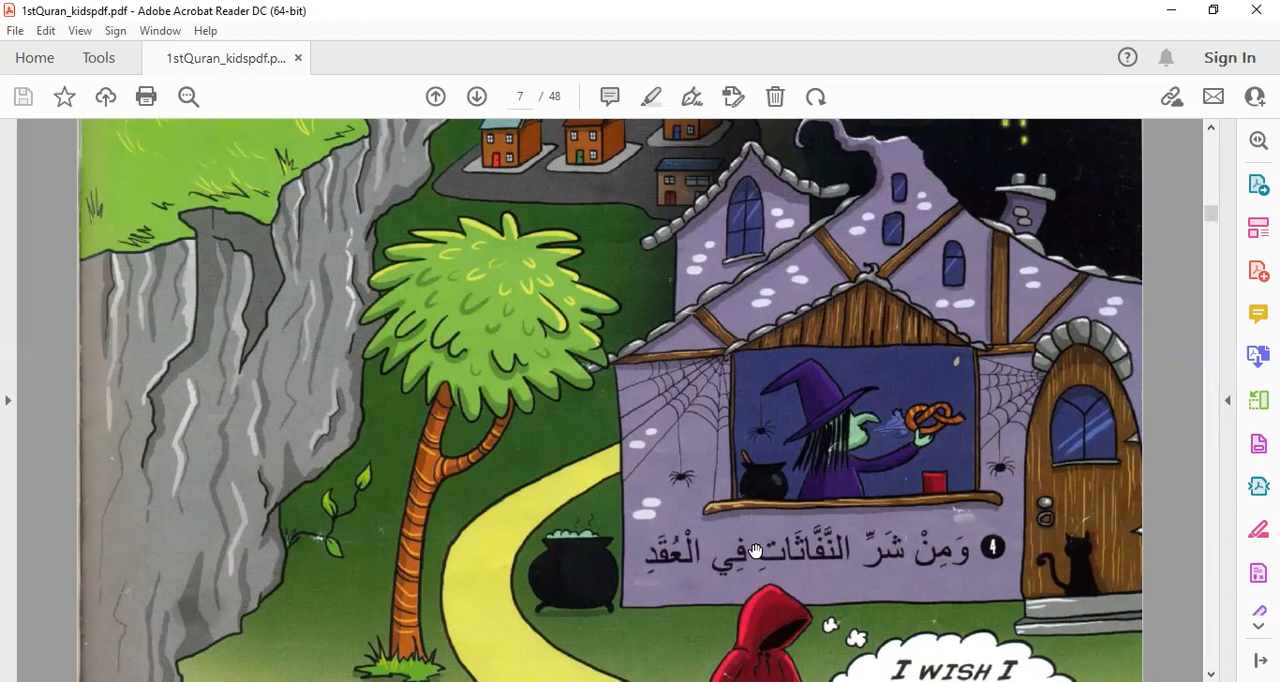 1stQuran_kidspdf.pdf - Adobe Acrobat Reader DC (64-bit)
File Edit View Sign Window Help
Home Tools 1stQuran_kidspdf.p... Sign In
7 / 48
4 وَمِنْ شَرِّ النَّفَّاثَاتِ فِي الْعُقَدِ
I WISH I